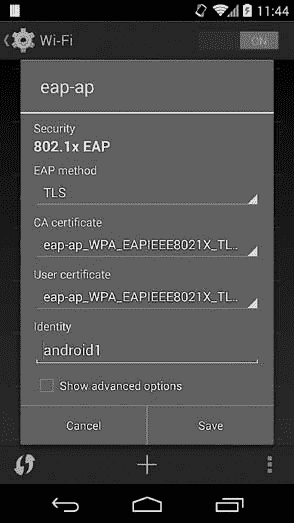 11:44
Wi-Fi
ON
eap-ap
Security
802.1x EAP
EAP method
TLS
CA certificate
eap-ap_WPA_EAPIEEE8021X_TL..
User certificate
eap-ap_WPA_EAPIEEE8021X_TL..
Identity
android1
Show advanced options
Cancel
Save